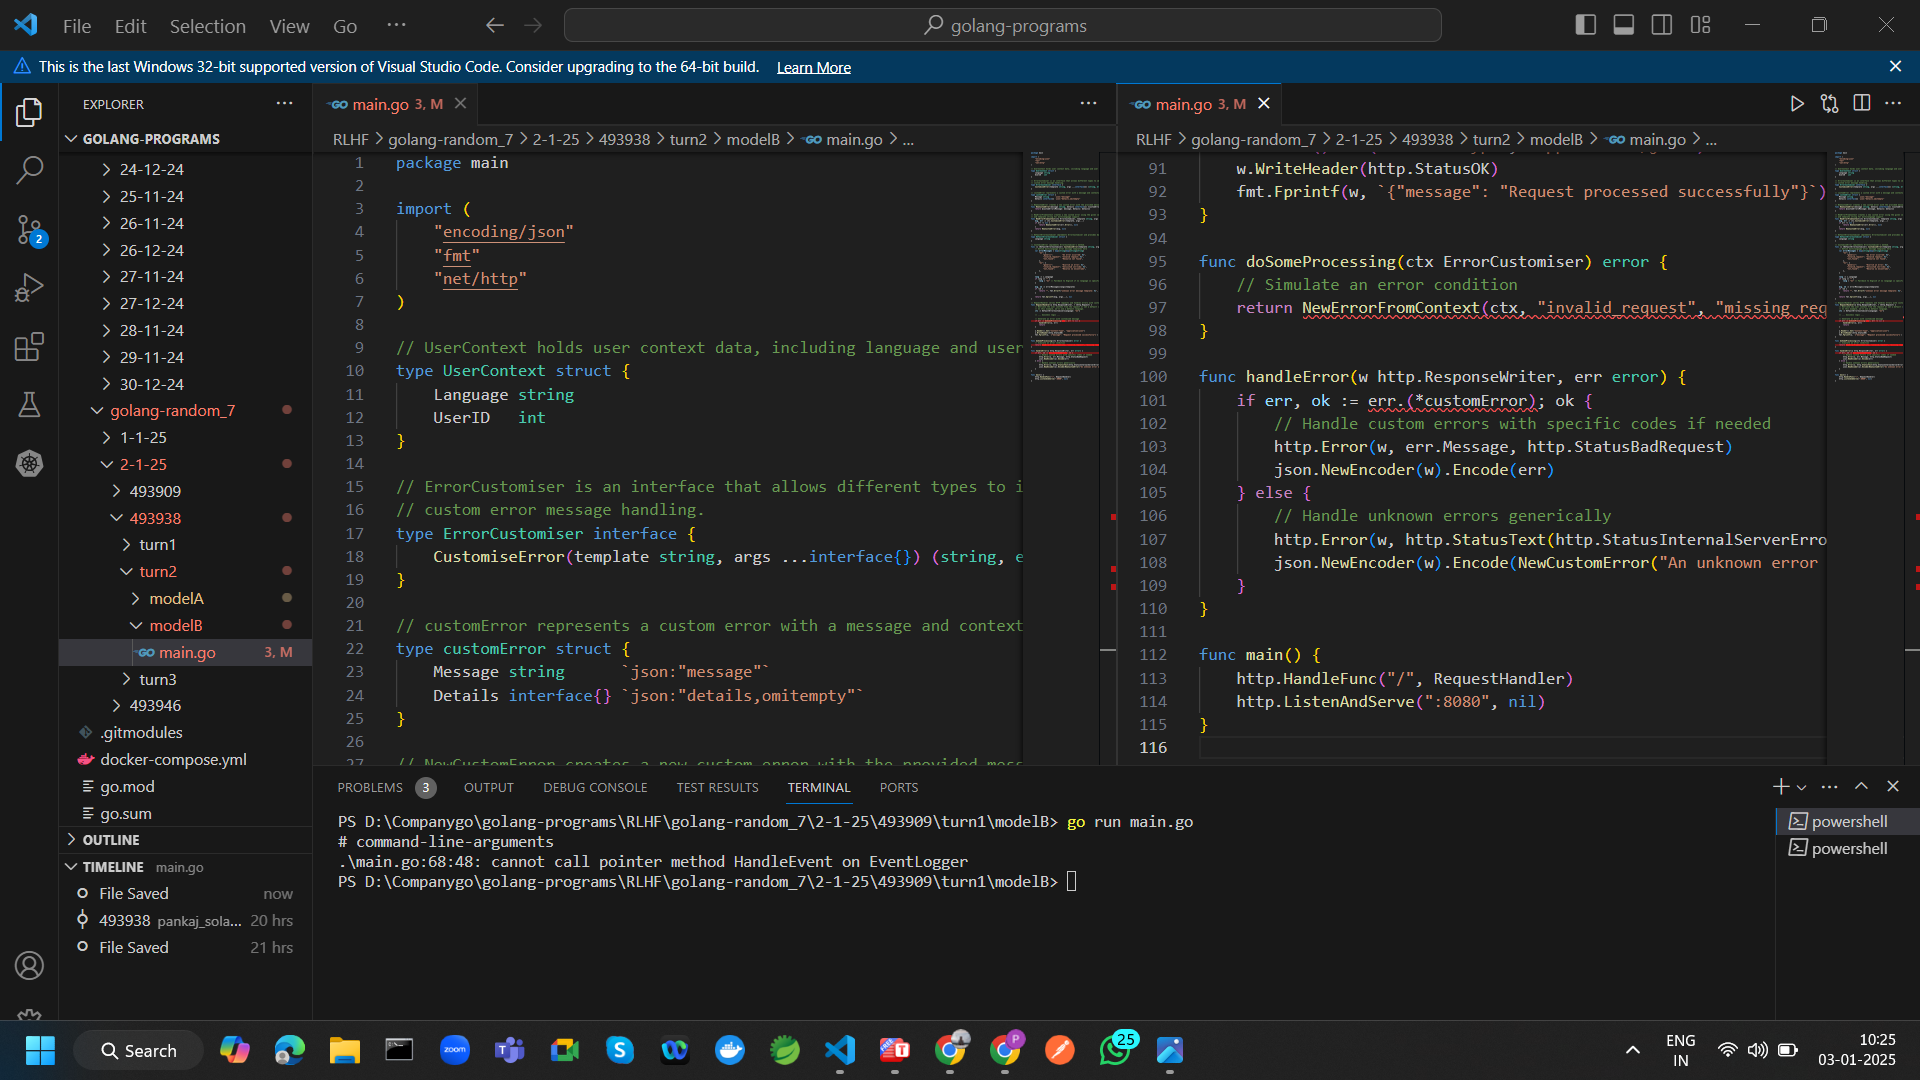 File Edit Selection View Go ···
golang-programs
This is the last Windows 32-bit supported version of Visual Studio Code. Consider upgrading to the 64-bit build. Learn More
EXPLORER
GOLANG-PROGRAMS
24-12-24
25-11-24
26-11-24
26-12-24
27-11-24
27-12-24
28-11-24
29-11-24
30-12-24
golang-random_7
1-1-25
2-1-25
493909
493938
turn1
turn2
modelA
modelB
main.go 3, M
turn3
493946
.gitmodules
docker-compose.yml
go.mod
go.sum
OUTLINE
TIMELINE main.go
File Saved now
493938 pankaj_sola... 20 hrs
File Saved 21 hrs
2
main.go 3, M
RLHF > golang-random_7 > 2-1-25 > 493938 > turn2 > modelB > main.go > ...
1 package main
2
3 import (
4 "encoding/json"
5 "fmt"
6 "net/http"
7 )
8
9 // UserContext holds user context data, including language and user
10 type UserContext struct {
11 Language string
12 UserID int
13 }
14
15 // ErrorCustomiser is an interface that allows different types to i
16 // custom error message handling.
17 type ErrorCustomiser interface {
18 CustomiseError(template string, args ...interface{}) (string, e
19 }
20
21 // customError represents a custom error with a message and context
22 type customError struct {
23 Message string `json:"message"`
24 Details interface{} `json:"details,omitempty"`
25 }
26
27 // NewCustomError creates a new custom error with the provided mess
main.go 3, M
RLHF > golang-random_7 > 2-1-25 > 493938 > turn2 > modelB > main.go > ...
91 w.WriteHeader(http.StatusOK)
92 fmt.Fprintf(w, `{"message": "Request processed successfully"}`)
93 }
94
95 func doSomeProcessing(ctx ErrorCustomiser) error {
96 // Simulate an error condition
97 return NewErrorFromContext(ctx, "invalid_request", "missing req
98 }
99
100 func handleError(w http.ResponseWriter, err error) {
101 if err, ok := err.(*customError); ok {
102 // Handle custom errors with specific codes if needed
103 http.Error(w, err.Message, http.StatusBadRequest)
104 json.NewEncoder(w).Encode(err)
105 } else {
106 // Handle unknown errors generically
107 http.Error(w, http.StatusText(http.StatusInternalServerErro
108 json.NewEncoder(w).Encode(NewCustomError("An unknown error
109 }
110 }
111
112 func main() {
113 http.HandleFunc("/", RequestHandler)
114 http.ListenAndServe(":8080", nil)
115 }
116
PROBLEMS 3 OUTPUT DEBUG CONSOLE TEST RESULTS TERMINAL PORTS
PS D:\Companygo\golang-programs\RLHF\golang-random_7\2-1-25\493909\turn1\modelB> go run main.go
# command-line-arguments
.\main.go:68:48: cannot call pointer method HandleEvent on EventLogger
PS D:\Companygo\golang-programs\RLHF\golang-random_7\2-1-25\493909\turn1\modelB>
powershell
powershell
Search
zoom
25
ENG
IN
10:25
03-01-2025